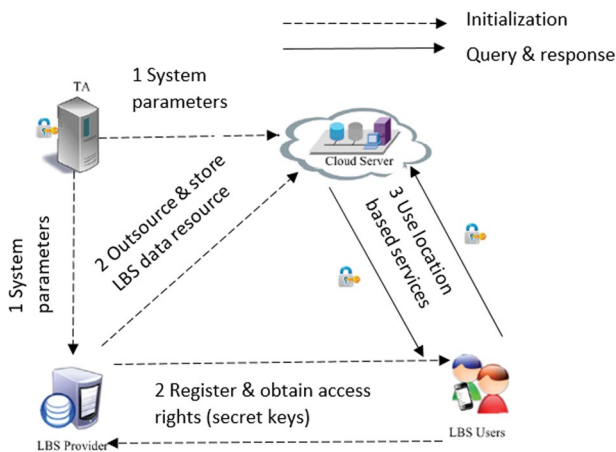 Initialization
Query & response
TA
1 System
parameters
Cloud Server
2 Outsource & store
LBS data resource
3 Use location
based services
1 System
parameters
2 Register & obtain access
rights (secret keys)
LBS Provider
LBS Users